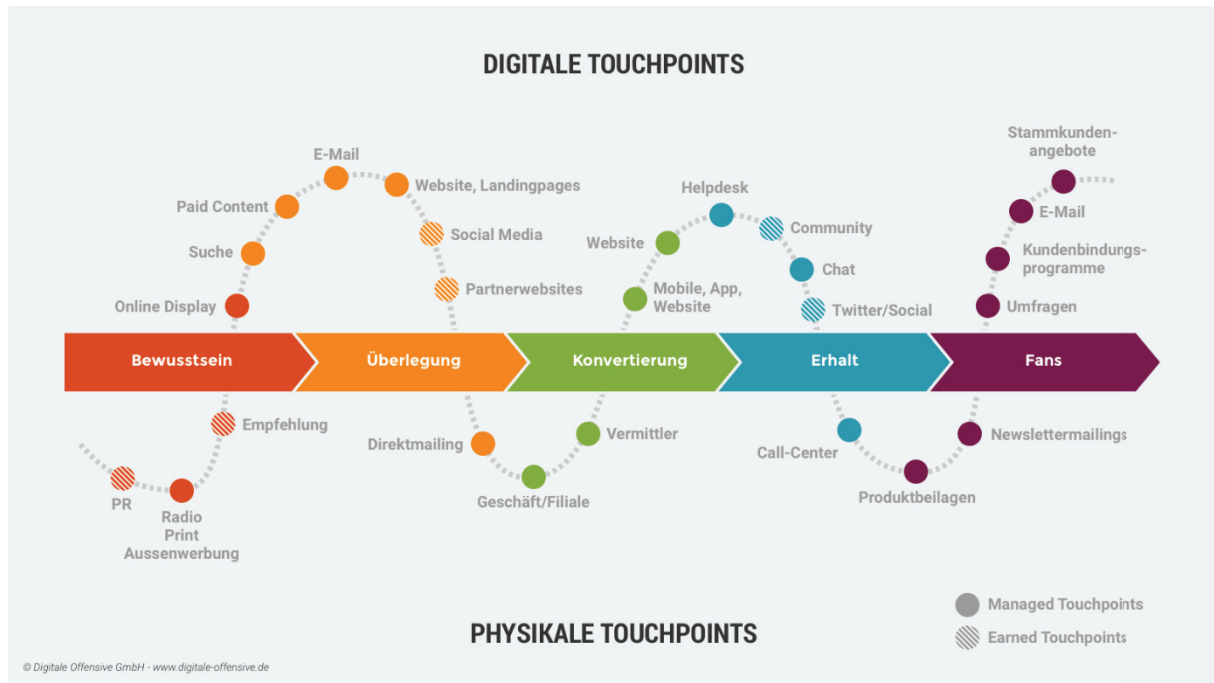 DIGITALE TOUCHPOINTS
Stammkunden-
angebote
E-Mail
Website, Landingpages
Paid Content
Helpdesk
E-Mail
Social Media
Website
Community
Suche
Kundenbindungs-
programme
Chat
Partnerwebsites
Mobile, App,
Website
Online Display
Twitter/Social
Umfragen
Bewusstsein
Überlegung
Konvertierung
Erhalt
Fans
Empfehlung
Direktmailing
Vermittler
Call-Center
Newslettermailings
PR
Geschäft/Filiale
Produktbeilagen
Radio
Print
Aussenwerbung
Managed Touchpoints
Earned Touchpoints
PHYSIKALE TOUCHPOINTS
© Digitale Offensive GmbH - www.digitale-offensive.de